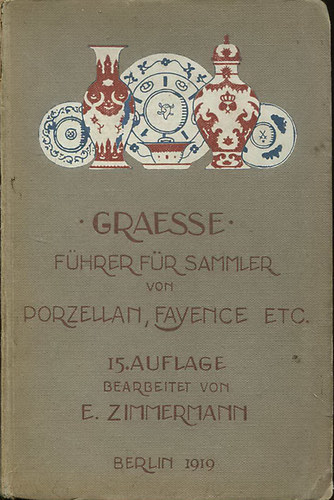 · GRAESSE ·
FÜHRER FÜR SAMMLER
VON
PORZELLAN, FAYENCE ETC.
15. AUFLAGE
BEARBEITET VON
E. ZIMMERMANN
BERLIN 1919